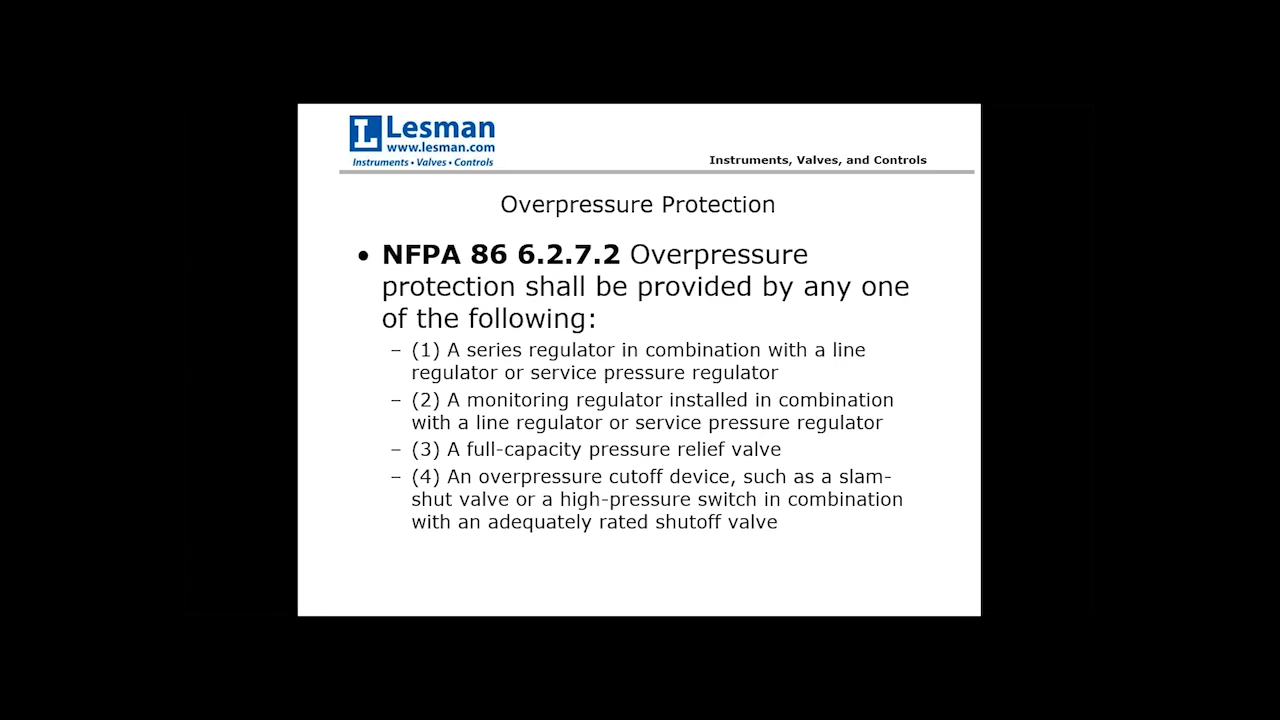 L Lesman
www.lesman.com
Instruments • Valves • Controls
Instruments, Valves, and Controls
Overpressure Protection
• NFPA 86 6.2.7.2 Overpressure
protection shall be provided by any one
of the following:
– (1) A series regulator in combination with a line
regulator or service pressure regulator
– (2) A monitoring regulator installed in combination
with a line regulator or service pressure regulator
– (3) A full-capacity pressure relief valve
– (4) An overpressure cutoff device, such as a slam-
shut valve or a high-pressure switch in combination
with an adequately rated shutoff valve